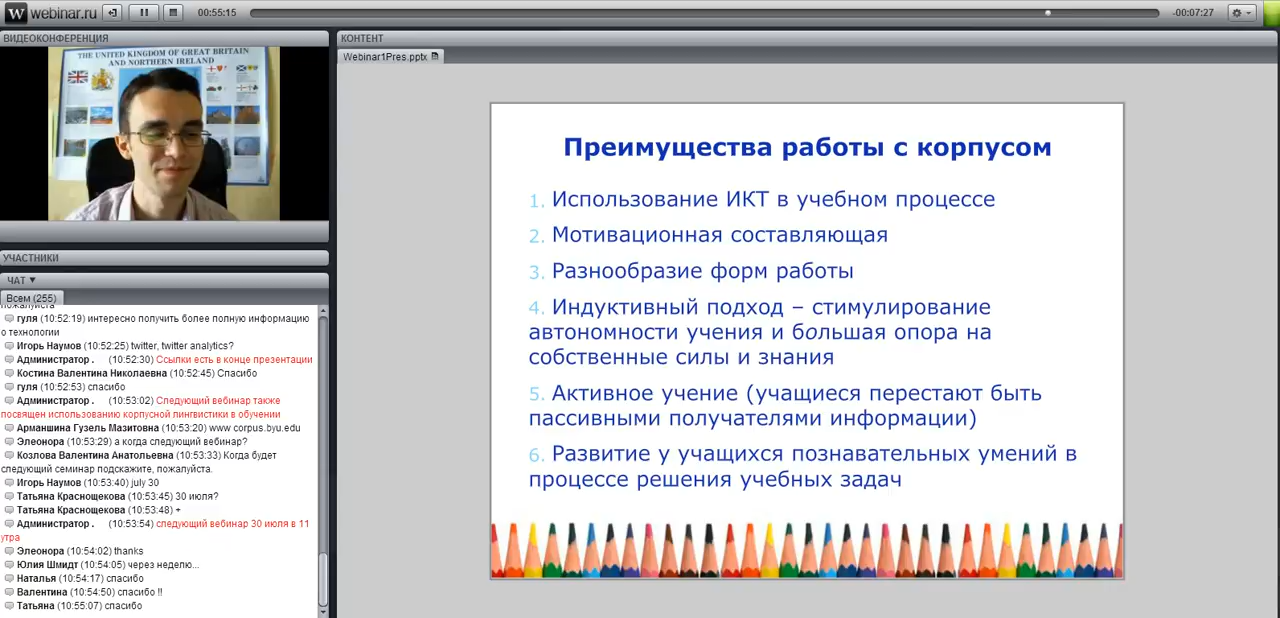 W webinar.ru
00:55:15
-00:07:27
ВИДЕОКОНФЕРЕНЦИЯ
THE UNITED KINGDOM OF GREAT BRITAIN
AND NORTHERN IRELAND
УЧАСТНИКИ
ЧАТ
Всем (255)
пожалуйста
гуля (10:52:19) интересно получить более полную информацию
о технологии
Игорь Наумов (10:52:25) twitter, twitter analytics?
Администратор . (10:52:30) Ссылки есть в конце презентации
Костина Валентина Николаевна (10:52:45) Спасибо
гуля (10:52:53) спасибо
Администратор . (10:53:02) Следующий вебинар также
посвящен использованию корпусной лингвистики в обучении
Арманшина Гузель Мазитовна (10:53:20) www corpus.byu.edu
Элеонора (10:53:29) а когда следующий вебинар?
Козлова Валентина Анатольевна (10:53:33) Когда будет
следующий семинар подскажите, пожалуйста.
Игорь Наумов (10:53:40) july 30
Татьяна Краснощекова (10:53:45) 30 июля?
Татьяна Краснощекова (10:53:48) +
Администратор . (10:53:54) следующий вебинар 30 июля в 11
утра
Элеонора (10:54:02) thanks
Юлия Шмидт (10:54:05) через неделю...
Наталья (10:54:17) спасибо
Валентина (10:54:50) спасибо !!
Татьяна (10:55:07) спасибо
КОНТЕНТ
Webinar1Pres.pptx
Преимущества работы с корпусом
1. Использование ИКТ в учебном процессе
2. Мотивационная составляющая
3. Разнообразие форм работы
4. Индуктивный подход – стимулирование
автономности учения и большая опора на
собственные силы и знания
5. Активное учение (учащиеся перестают быть
пассивными получателями информации)
6. Развитие у учащихся познавательных умений в
процессе решения учебных задач